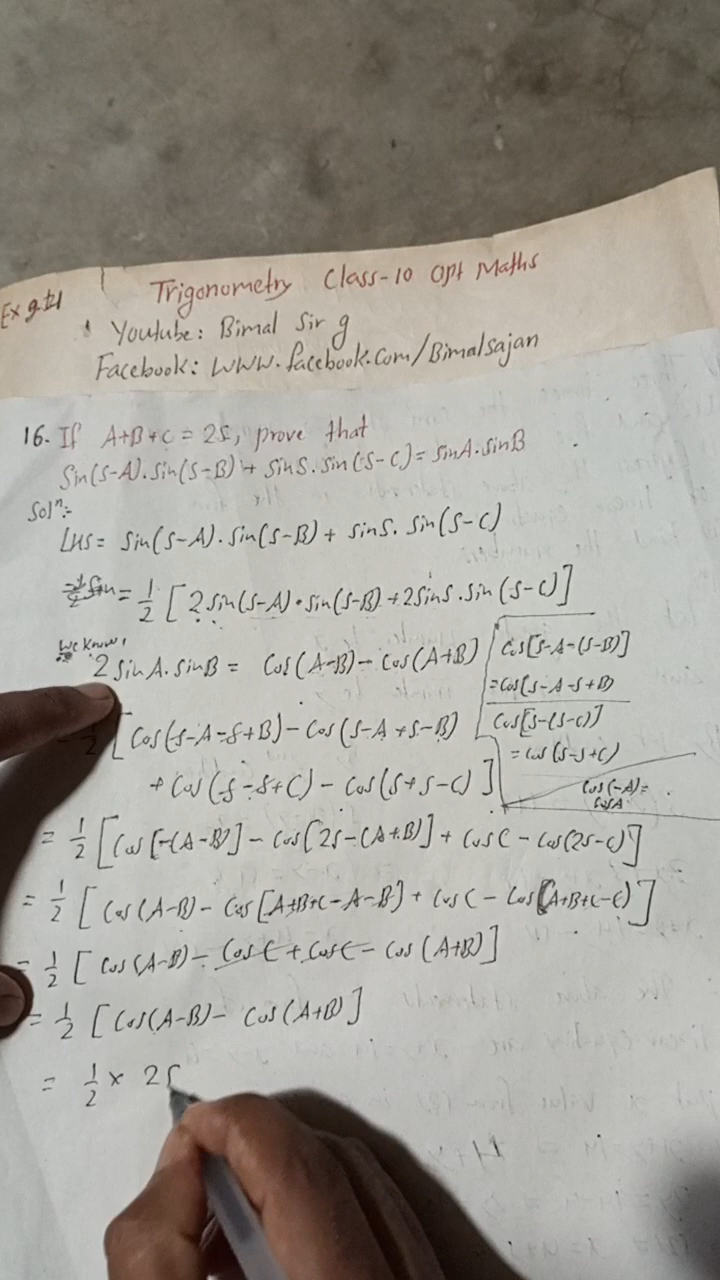 Trigonometry Class-10 Opt Maths
Youtube: Bimal Sir g
Facebook: WWW.facebook.com/Bimalsajan
16. If A+B+C = 2S, prove that
Sin(S-A).Sin(S-B) + SinS.Sin(S-C) = SinA.SinB
Solⁿ:-
LHS = Sin(S-A).Sin(S-B) + SinS.Sin(S-C)
= 1/2 [2Sin(S-A).Sin(S-B) + 2SinS.Sin(S-C)]
We know,
2SinA.SinB = Cos(A-B) - Cos(A+B)
Cos[S-A-(S-B)]
= Cos(S-A-S+B)
Cos[S-(S-C)]
= Cos(S-S+C)
Cos(-A) =
CosA
1/2 [Cos(S-A-S+B) - Cos(S-A+S-B)
+ Cos(S-S+C) - Cos(S+S-C)]
= 1/2 [Cos[-(A-B)] - Cos[2S-(A+B)] + CosC - Cos(2S-C)]
= 1/2 [Cos(A-B) - Cos[A+B+C-A-B] + CosC - Cos(A+B+C-C)]
= 1/2 [Cos(A-B) - CosC + CosC - Cos(A+B)]
= 1/2 [Cos(A-B) - Cos(A+B)]
= 1/2 × 2S